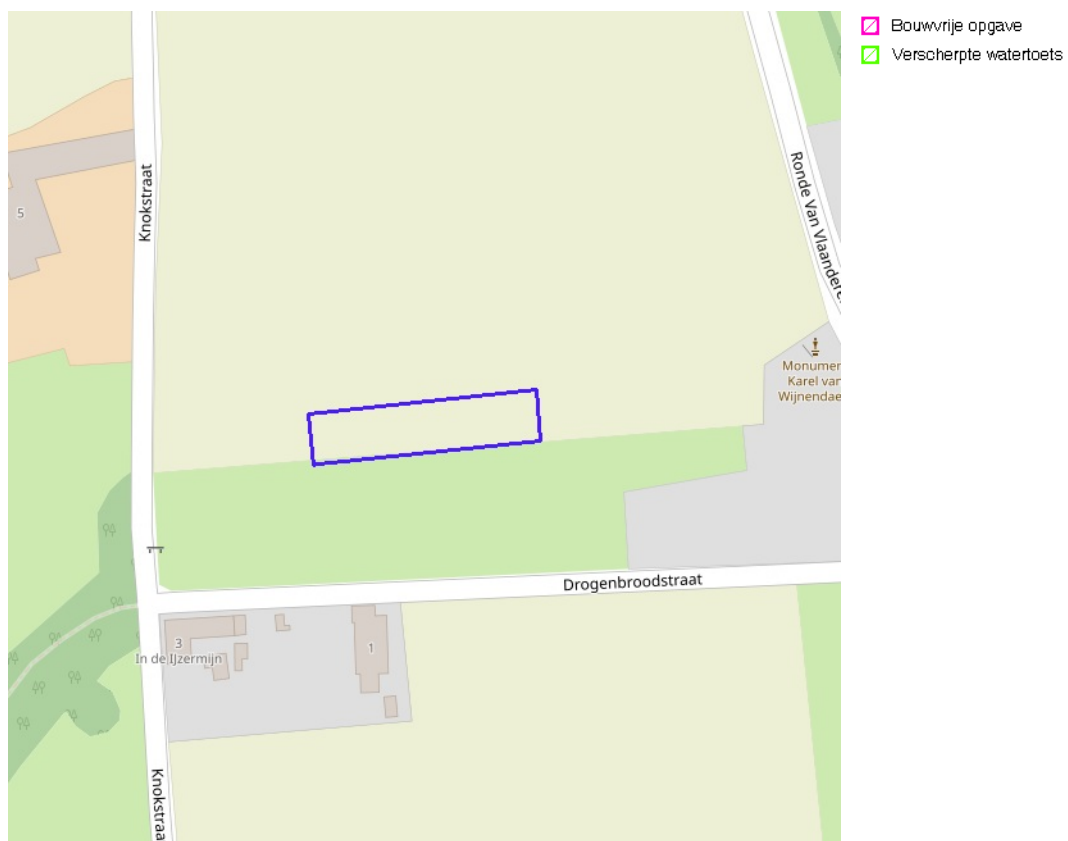 Bouwvrije opgave
Verscherpte watertoets
Knokstraat
Ronde Van Vlaanderen
5
Monumen
Karel van
Wijnendae
Drogenbroodstraat
3
In de IJzermijn
1
Knokstraa